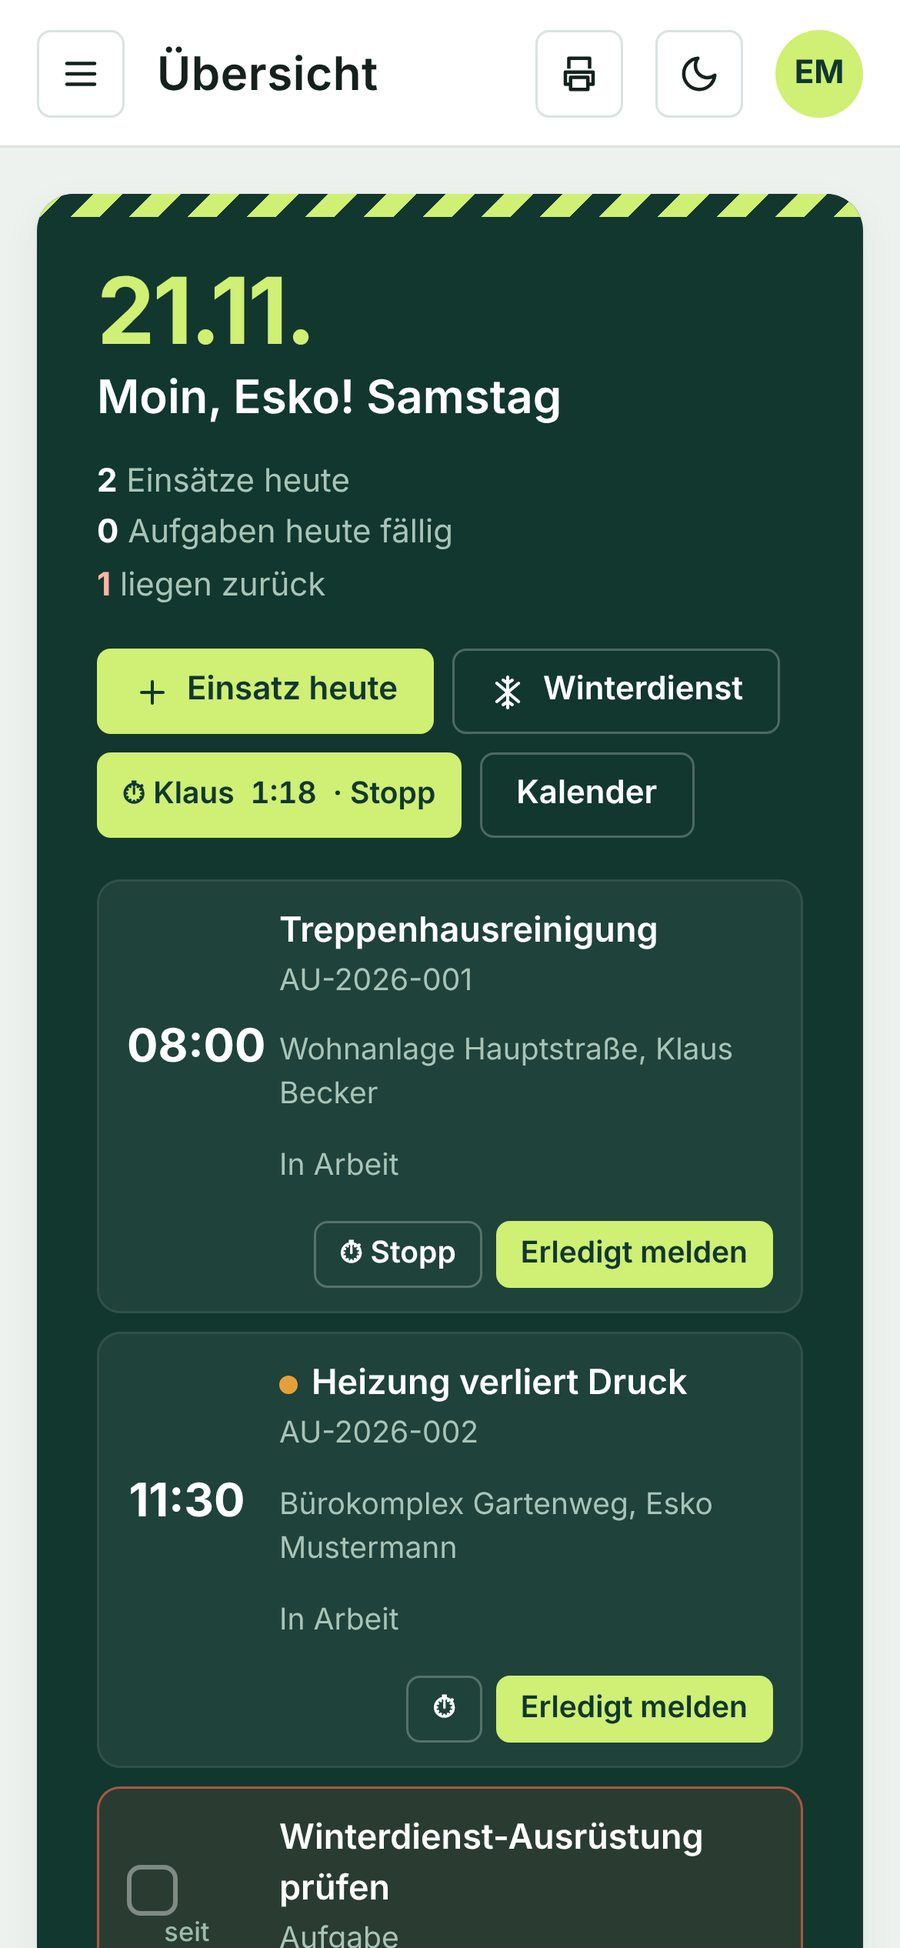 Übersicht
EM
21.11.
Moin, Esko! Samstag
2 Einsätze heute
0 Aufgaben heute fällig
1 liegen zurück
+ Einsatz heute
Winterdienst
⏱ Klaus 1:18 · Stopp
Kalender
Treppenhausreinigung
AU-2026-001
08:00
Wohnanlage Hauptstraße, Klaus
Becker
In Arbeit
⏱ Stopp
Erledigt melden
Heizung verliert Druck
AU-2026-002
11:30
Bürokomplex Gartenweg, Esko
Mustermann
In Arbeit
⏱
Erledigt melden
Winterdienst-Ausrüstung
prüfen
seit
Aufgabe